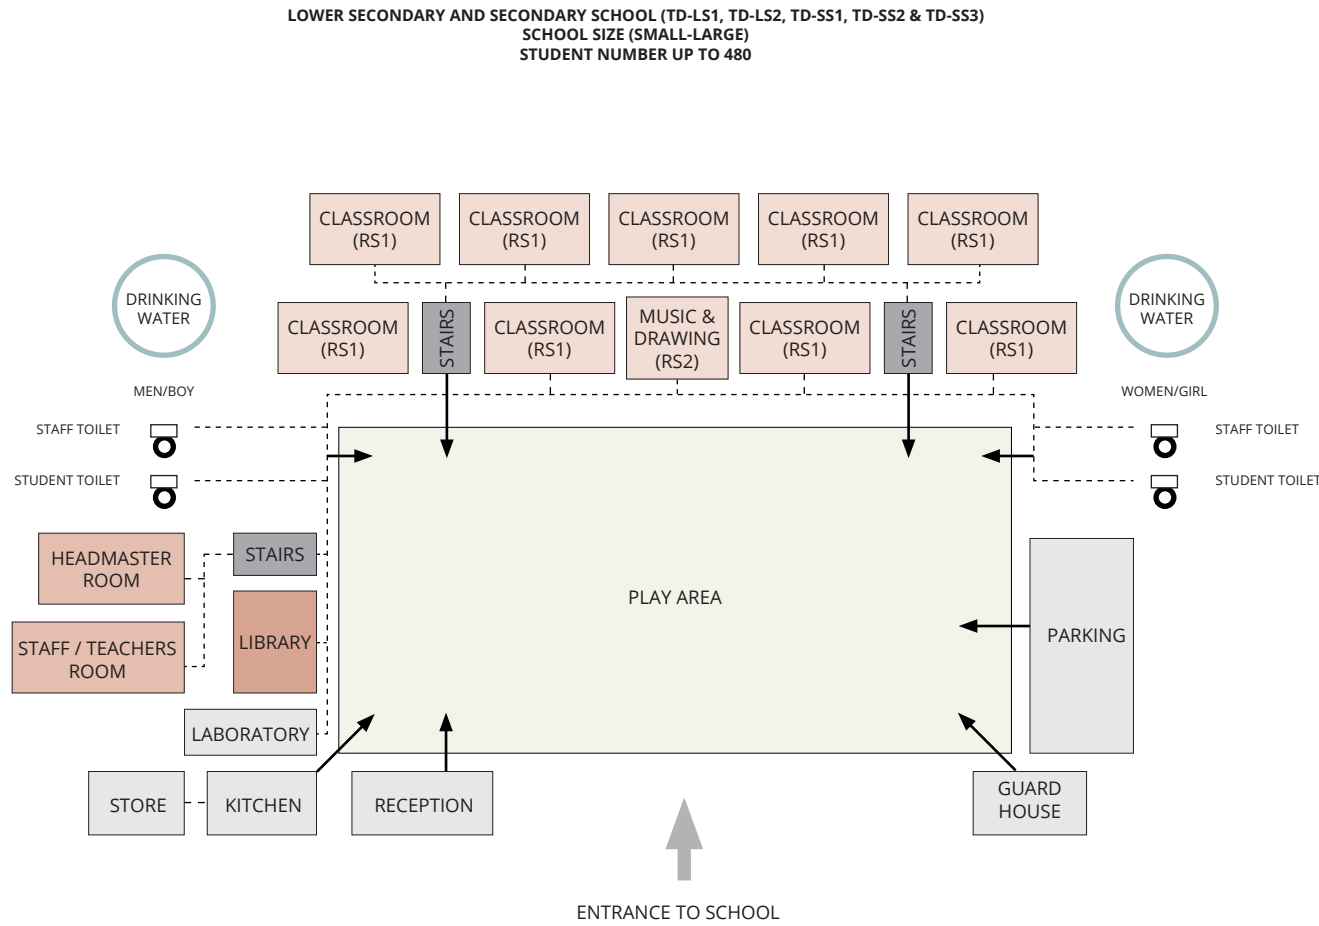 LOWER SECONDARY AND SECONDARY SCHOOL (TD-LS1, TD-LS2, TD-SS1, TD-SS2 & TD-SS3)
SCHOOL SIZE (SMALL-LARGE)
STUDENT NUMBER UP TO 480
CLASSROOM
(RS1)
CLASSROOM
(RS1)
CLASSROOM
(RS1)
CLASSROOM
(RS1)
CLASSROOM
(RS1)
DRINKING
WATER
CLASSROOM
(RS1)
STAIRS
CLASSROOM
(RS1)
MUSIC &
DRAWING
(RS2)
CLASSROOM
(RS1)
STAIRS
CLASSROOM
(RS1)
DRINKING
WATER
MEN/BOY
WOMEN/GIRL
STAFF TOILET
STAFF TOILET
STUDENT TOILET
STUDENT TOILET
HEADMASTER
ROOM
STAIRS
STAFF / TEACHERS
ROOM
LIBRARY
PLAY AREA
PARKING
LABORATORY
STORE
KITCHEN
RECEPTION
GUARD
HOUSE
ENTRANCE TO SCHOOL